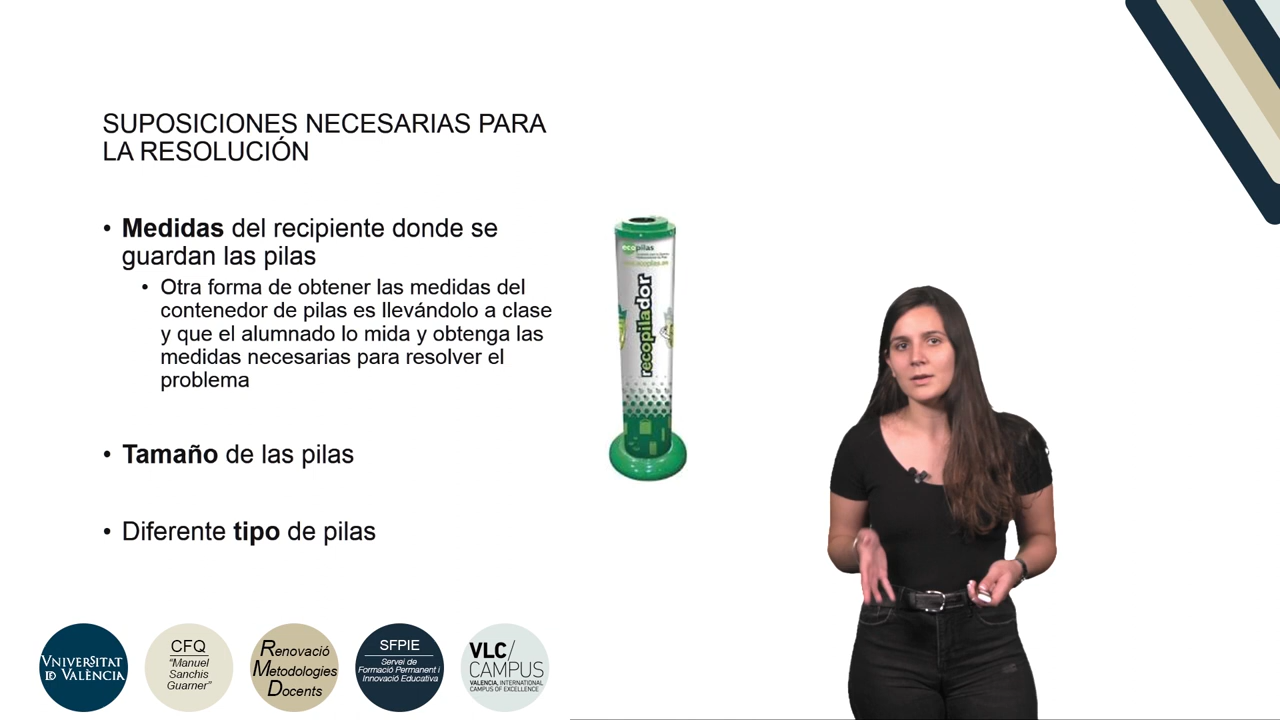 SUPOSICIONES NECESARIAS PARA
LA RESOLUCIÓN
• Medidas del recipiente donde se
guardan las pilas
• Otra forma de obtener las medidas del
contenedor de pilas es llevándolo a clase
y que el alumnado lo mida y obtenga las
medidas necesarias para resolver el
problema
• Tamaño de las pilas
• Diferente tipo de pilas
ecopilas
recopilador
VNIVERSITAT
ID VALÈNCIA
CFQ
"Manuel
Sanchis
Guarner"
Renovació
Metodologies
Docents
SFPIE
Servei de
Formació Permanent i
Innovació Educativa
VLC/
CAMPUS
VALENCIA, INTERNATIONAL
CAMPUS OF EXCELLENCE